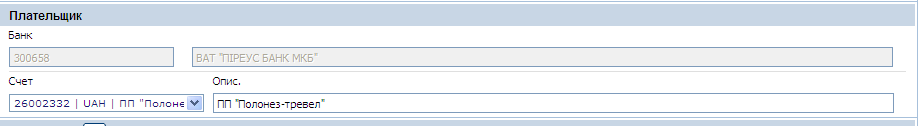 Плательщик
Банк
300658 ВАТ "ПІРЕУС БАНК МКБ"
Счет Опис.
26002332 | UAH | ПП "Полоне ПП "Полонез-тревел"